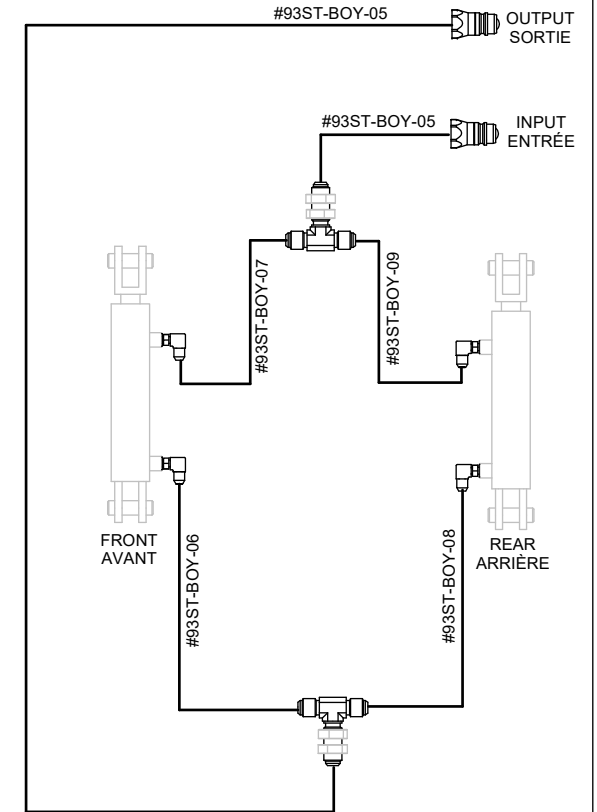 #93ST-BOY-05
OUTPUT
SORTIE
#93ST-BOY-05
INPUT
ENTRÉE
#93ST-BOY-07
#93ST-BOY-09
FRONT
AVANT
#93ST-BOY-06
#93ST-BOY-08
REAR
ARRIÈRE